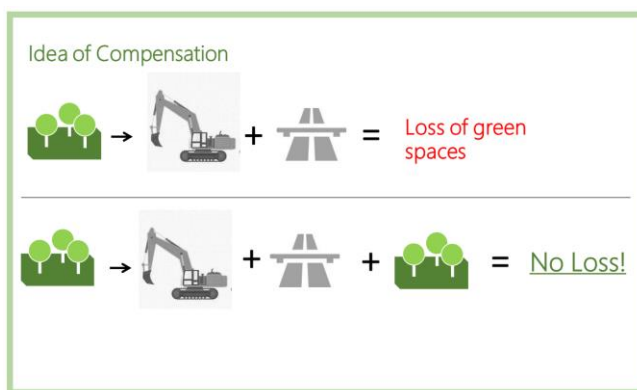 Idea of Compensation
→ + = Loss of green
spaces
→ + + = No Loss!